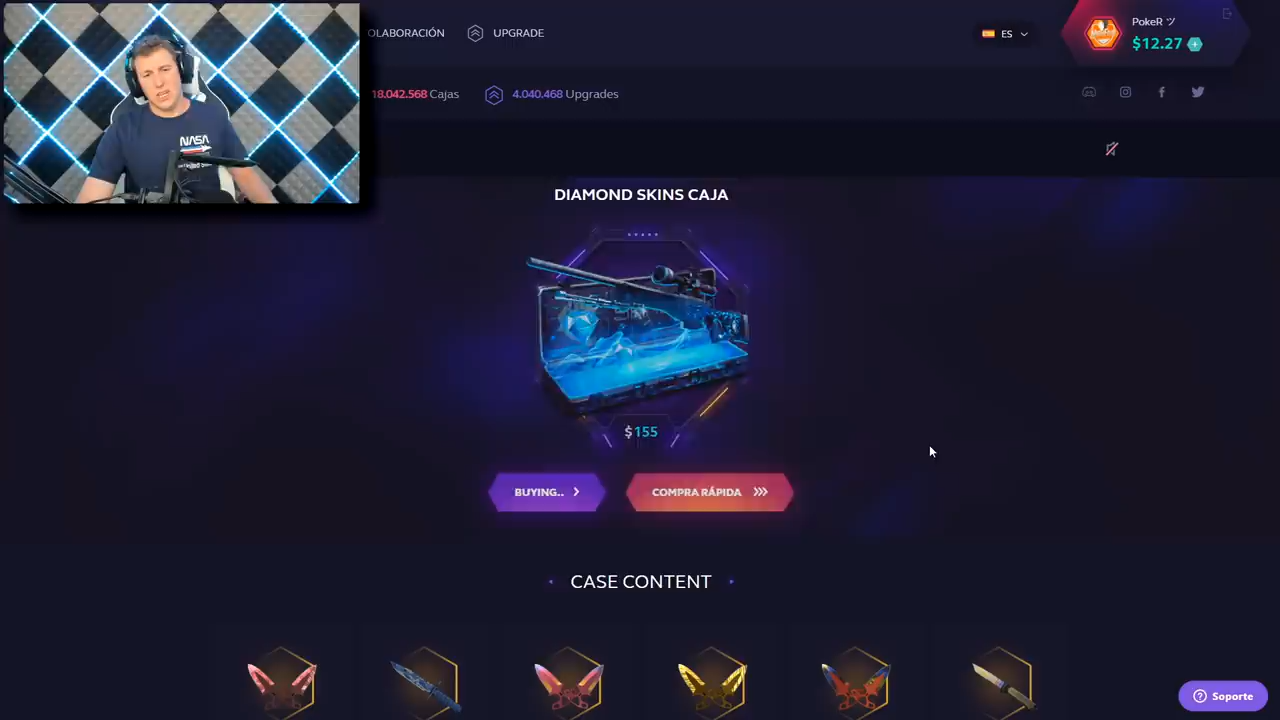 OLABORACIÓN
UPGRADE
ES
PokeR ツ
$12.27
18.042.568 Cajas
4.040.468 Upgrades
NASA
DIAMOND SKINS CAJA
$155
BUYING..
COMPRA RÁPIDA
CASE CONTENT
Soporte